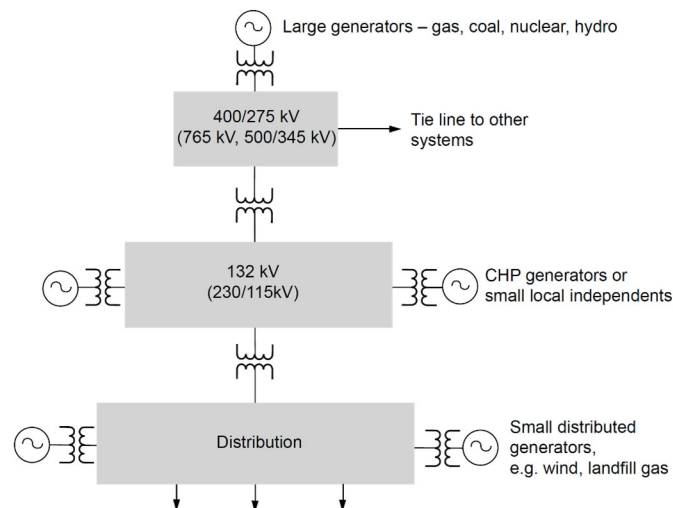 Large generators – gas, coal, nuclear, hydro
400/275 kV
(765 kV, 500/345 kV)
Tie line to other
systems
132 kV
(230/115kV)
CHP generators or
small local independents
Distribution
Small distributed
generators,
e.g. wind, landfill gas